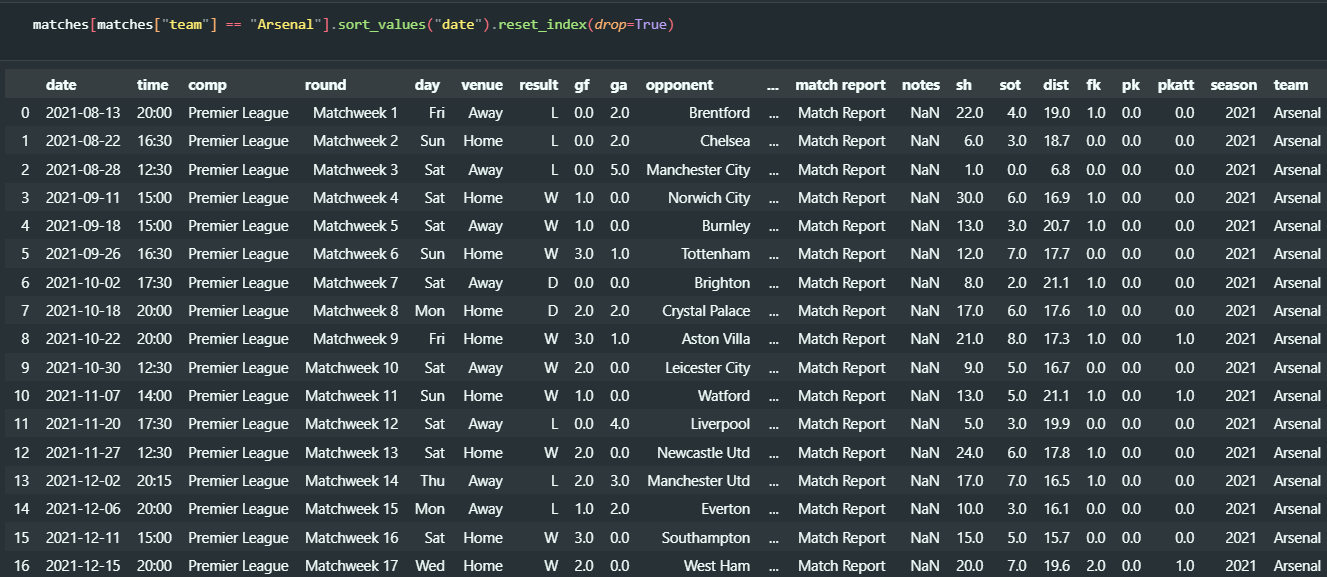 matches[matches["team"] == "Arsenal"].sort_values("date").reset_index(drop=True)
date time comp round day venue result gf ga opponent ... match report notes sh sot dist fk pk pkatt season team
0 2021-08-13 20:00 Premier League Matchweek 1 Fri Away L 0.0 2.0 Brentford ... Match Report NaN 22.0 4.0 19.0 1.0 0.0 0.0 2021 Arsenal
1 2021-08-22 16:30 Premier League Matchweek 2 Sun Home L 0.0 2.0 Chelsea ... Match Report NaN 6.0 3.0 18.7 0.0 0.0 0.0 2021 Arsenal
2 2021-08-28 12:30 Premier League Matchweek 3 Sat Away L 0.0 5.0 Manchester City ... Match Report NaN 1.0 0.0 6.8 0.0 0.0 0.0 2021 Arsenal
3 2021-09-11 15:00 Premier League Matchweek 4 Sat Home W 1.0 0.0 Norwich City ... Match Report NaN 30.0 6.0 16.9 1.0 0.0 0.0 2021 Arsenal
4 2021-09-18 15:00 Premier League Matchweek 5 Sat Away W 1.0 0.0 Burnley ... Match Report NaN 13.0 3.0 20.7 1.0 0.0 0.0 2021 Arsenal
5 2021-09-26 16:30 Premier League Matchweek 6 Sun Home W 3.0 1.0 Tottenham ... Match Report NaN 12.0 7.0 17.7 0.0 0.0 0.0 2021 Arsenal
6 2021-10-02 17:30 Premier League Matchweek 7 Sat Away D 0.0 0.0 Brighton ... Match Report NaN 8.0 2.0 21.1 1.0 0.0 0.0 2021 Arsenal
7 2021-10-18 20:00 Premier League Matchweek 8 Mon Home D 2.0 2.0 Crystal Palace ... Match Report NaN 17.0 6.0 17.6 1.0 0.0 0.0 2021 Arsenal
8 2021-10-22 20:00 Premier League Matchweek 9 Fri Home W 3.0 1.0 Aston Villa ... Match Report NaN 21.0 8.0 17.3 1.0 0.0 1.0 2021 Arsenal
9 2021-10-30 12:30 Premier League Matchweek 10 Sat Away W 2.0 0.0 Leicester City ... Match Report NaN 9.0 5.0 16.7 0.0 0.0 0.0 2021 Arsenal
10 2021-11-07 14:00 Premier League Matchweek 11 Sun Home W 1.0 0.0 Watford ... Match Report NaN 13.0 5.0 21.1 1.0 0.0 1.0 2021 Arsenal
11 2021-11-20 17:30 Premier League Matchweek 12 Sat Away L 0.0 4.0 Liverpool ... Match Report NaN 5.0 3.0 19.9 0.0 0.0 0.0 2021 Arsenal
12 2021-11-27 12:30 Premier League Matchweek 13 Sat Home W 2.0 0.0 Newcastle Utd ... Match Report NaN 24.0 6.0 17.8 1.0 0.0 0.0 2021 Arsenal
13 2021-12-02 20:15 Premier League Matchweek 14 Thu Away L 2.0 3.0 Manchester Utd ... Match Report NaN 17.0 7.0 16.5 1.0 0.0 0.0 2021 Arsenal
14 2021-12-06 20:00 Premier League Matchweek 15 Mon Away L 1.0 2.0 Everton ... Match Report NaN 10.0 3.0 16.1 0.0 0.0 0.0 2021 Arsenal
15 2021-12-11 15:00 Premier League Matchweek 16 Sat Home W 3.0 0.0 Southampton ... Match Report NaN 15.0 5.0 15.7 0.0 0.0 0.0 2021 Arsenal
16 2021-12-15 20:00 Premier League Matchweek 17 Wed Home W 2.0 0.0 West Ham ... Match Report NaN 20.0 7.0 19.6 2.0 0.0 1.0 2021 Arsenal